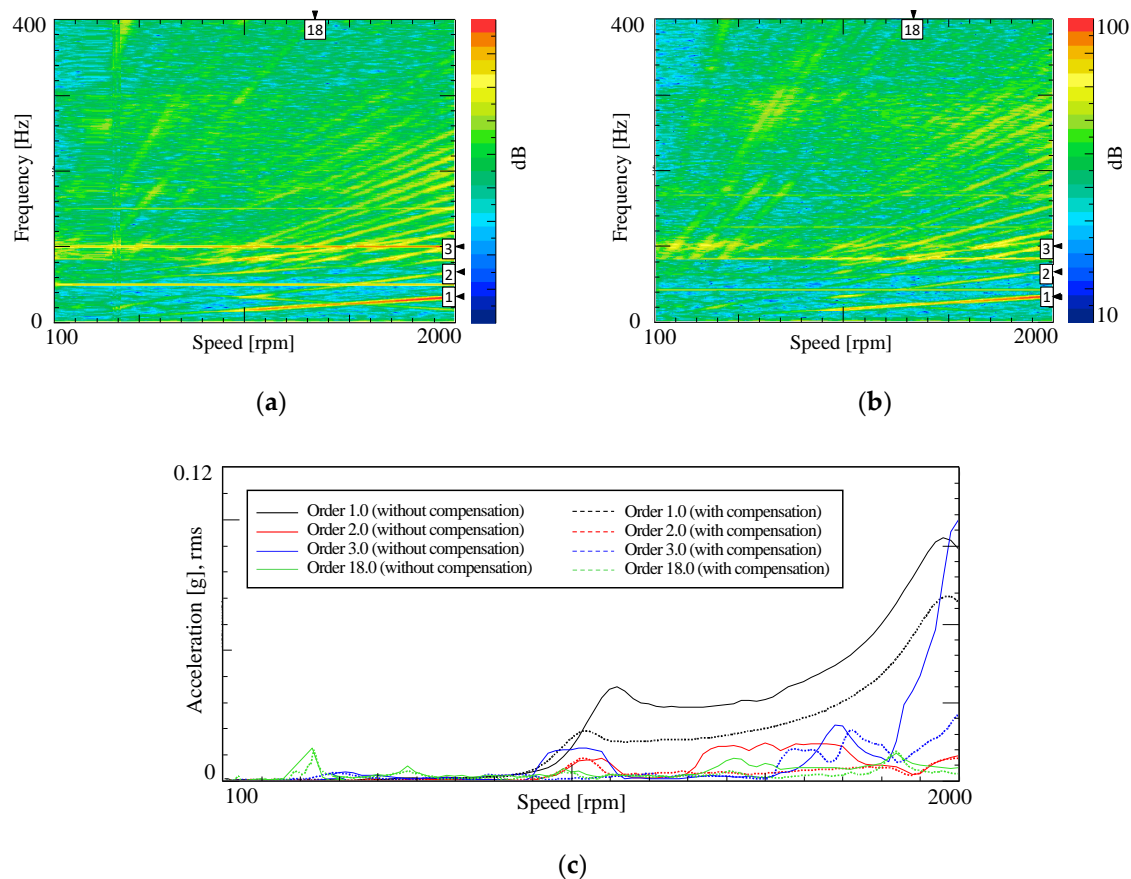 400
18
Frequency [Hz]
3
2
1
0
100
Speed [rpm]
2000
dB
(a)
400
18
Frequency [Hz]
3
2
1
0
100
Speed [rpm]
2000
100
dB
10
(b)
0.12
Acceleration [g], rms
Order 1.0 (without compensation)
Order 2.0 (without compensation)
Order 3.0 (without compensation)
Order 18.0 (without compensation)
Order 1.0 (with compensation)
Order 2.0 (with compensation)
Order 3.0 (with compensation)
Order 18.0 (with compensation)
0
100
Speed [rpm]
2000
(c)